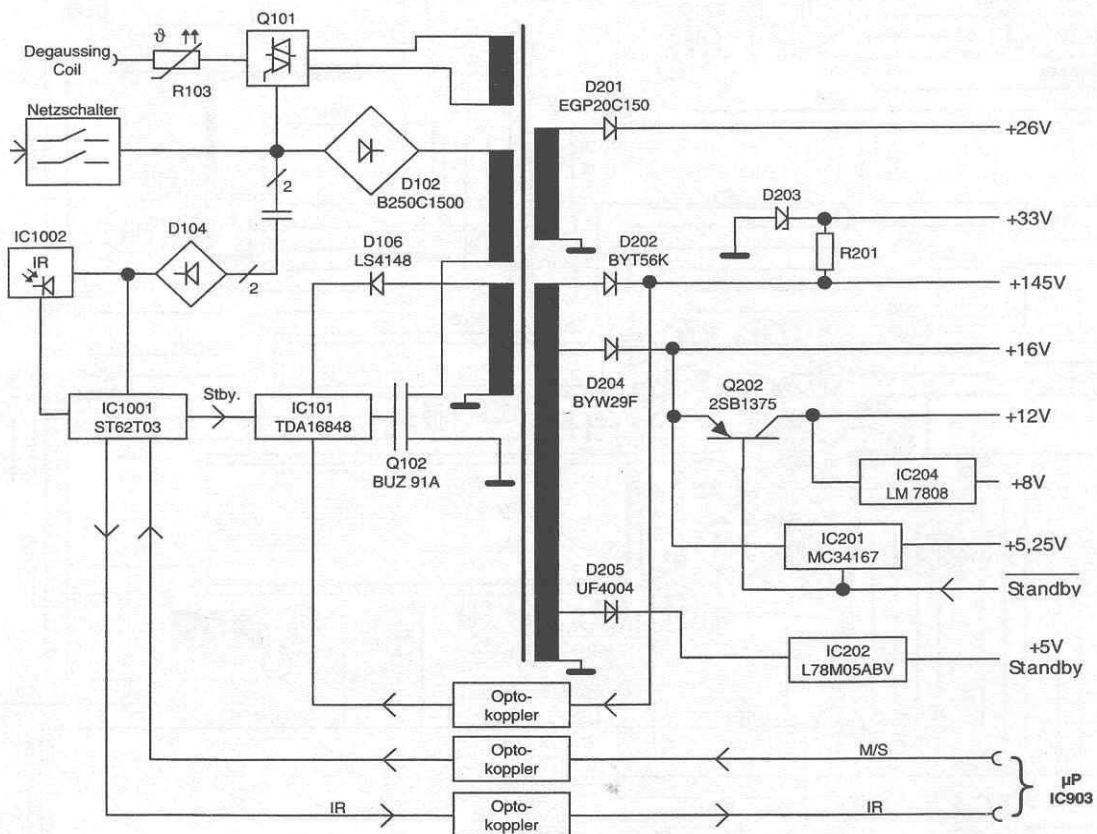 Q101
ϑ ↑↑
Degaussing
Coil
R103
Netzschalter
D201
EGP20C150
+26V
2
D102
B250C1500
D203
+33V
IC1002
IR
D104
2
D106
LS4148
D202
BYT56K
R201
+145V
+16V
D204
BYW29F
Q202
2SB1375
Stby.
IC1001
ST62T03
IC101
TDA16848
+12V
Q102
BUZ 91A
IC204
LM 7808
+8V
IC201
MC34167
+5,25V
D205
UF4004
Standby
IC202
L78M05ABV
+5V
Standby
Opto-
koppler
Opto-
koppler
M/S
µP
IC903
IR
Opto-
koppler
IR